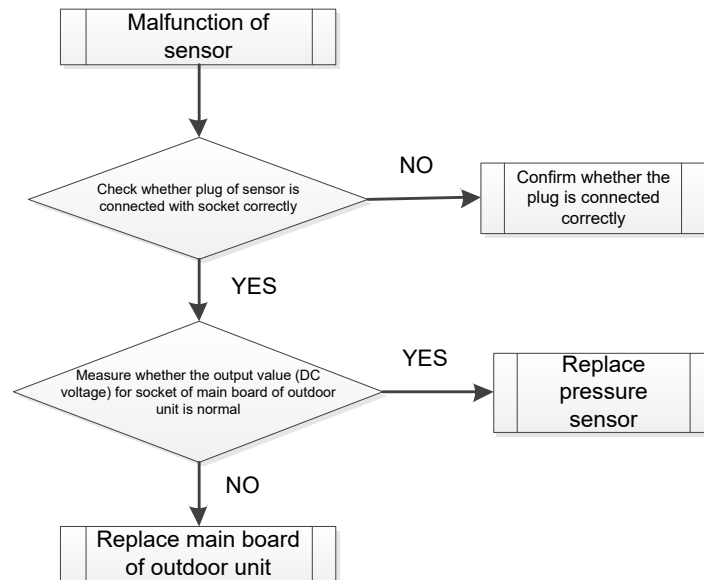 Malfunction of
sensor
Check whether plug of sensor is
connected with socket correctly
NO
Confirm whether the
plug is connected
correctly
YES
Measure whether the output value (DC
voltage) for socket of main board of outdoor
unit is normal
YES
Replace
pressure
sensor
NO
Replace main board
of outdoor unit